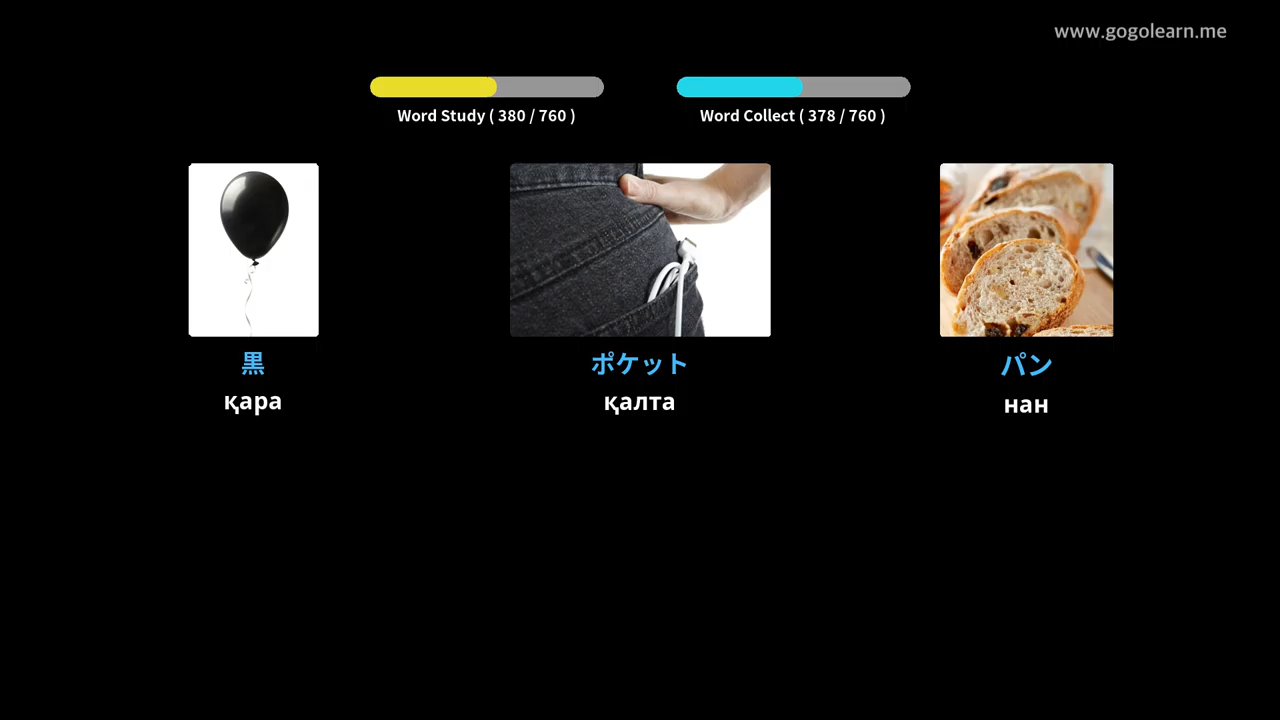 www.gogolearn.me
Word Study ( 380 / 760 )
Word Collect ( 378 / 760 )
黒
ポケット
パン
қара
қалта
нан